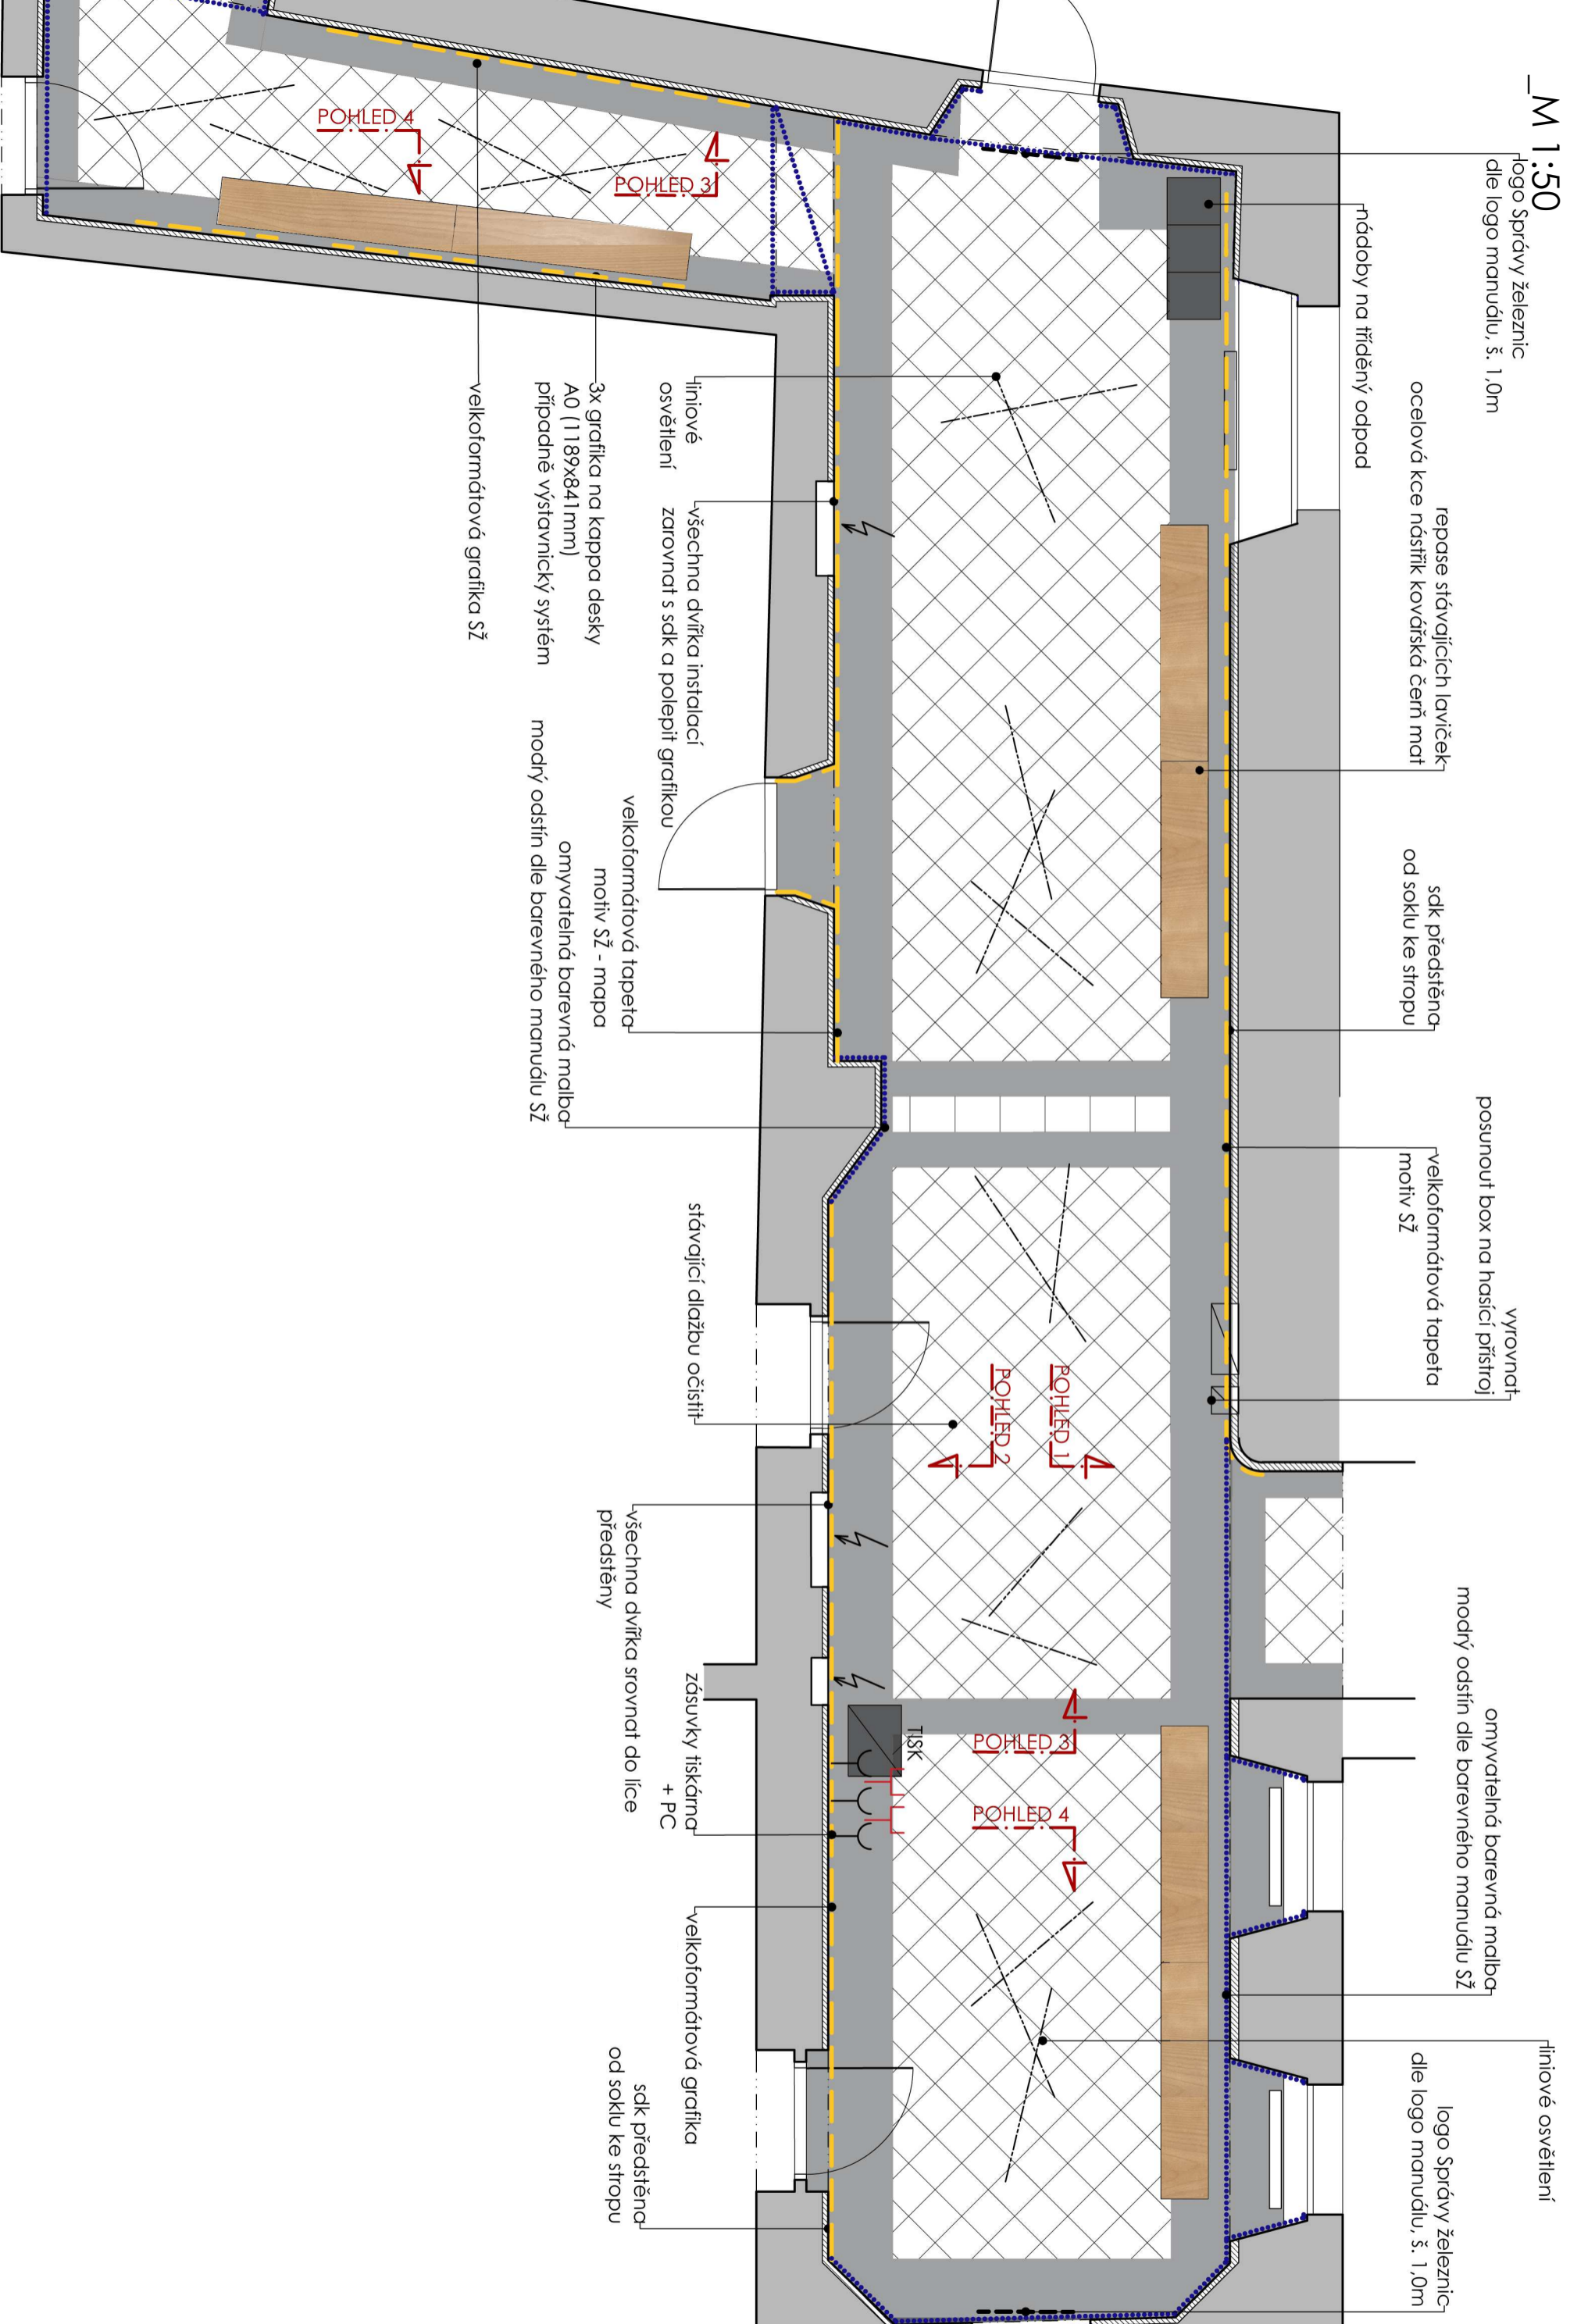 _M 1:50
logo Správy železnic
dle logo manuálu, š. 1,0m
nádoby na tříděný odpad
repase stávajících laviček
ocelová kce nástřik kovářská čerň mat
sdk předstěna
od soklu ke stropu
vyrovnat
posunout box na hasící přístroj
velkoformátová tapeta
motiv SŽ
omyvatelná barevná malba
modrý odstín dle barevného manuálu SŽ
liniové osvětlení
logo Správy železnic
dle logo manuálu, š. 1,0m
POHLED 4
POHLED 3
POHLED 1
POHLED 2
POHLED 3
POHLED 4
TISK
liniové
osvětlení
všechna dvířka instalací
zarovnat s sdk a polepit grafikou
3x grafika na kappa desky
A0 (1189x841mm)
případně výstavnický systém
velkoformátová grafika SŽ
velkoformátová tapeta
motiv SŽ - mapa
omyvatelná barevná malba
modrý odstín dle barevného manuálu SŽ
stávající dlažbu očistit
všechna dvířka srovnat do líce
předstěny
zásuvky tiskárna
+ PC
velkoformátová grafika
sdk předstěna
od soklu ke stropu